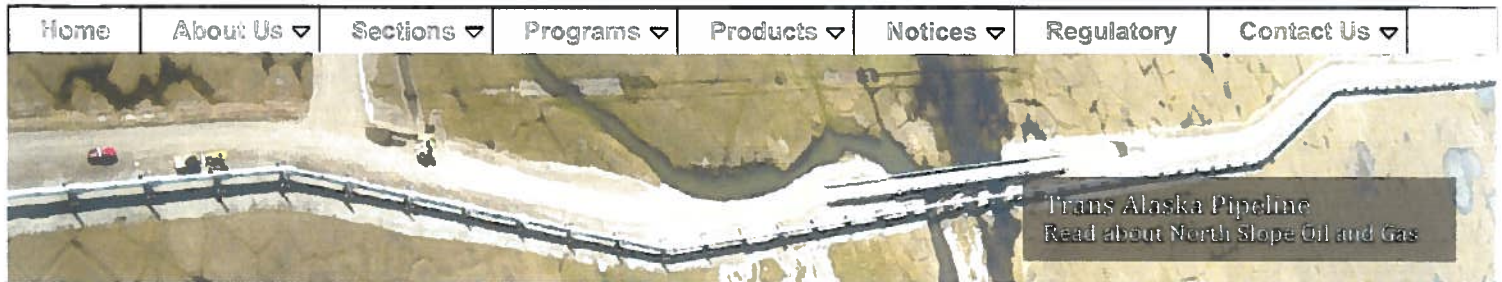 Home About Us Sections Programs Products Notices Regulatory Contact Us
Trans Alaska Pipeline
Read about North Slope Oil and Gas